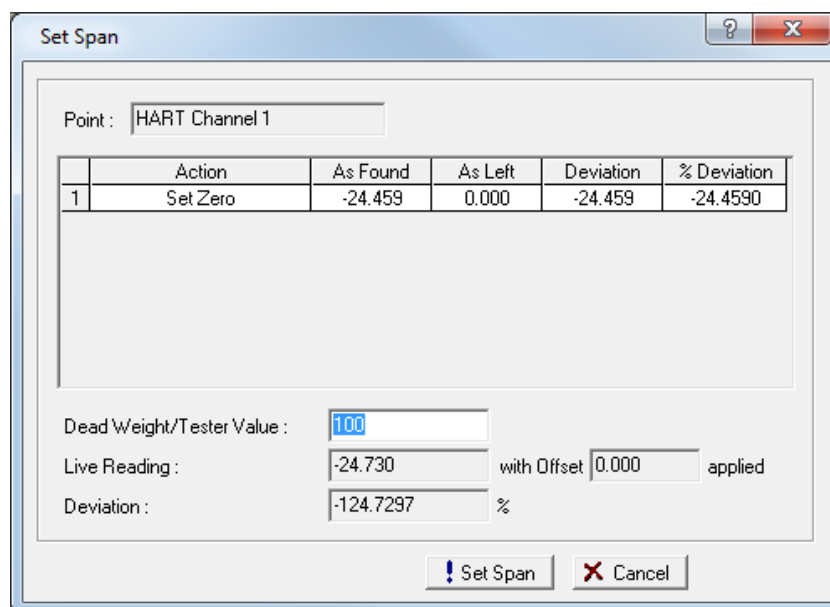 Set Span
Point : HART Channel 1
Action As Found As Left Deviation % Deviation
1 Set Zero -24.459 0.000 -24.459 -24.4590
Dead Weight/Tester Value : 100
Live Reading : -24.730 with Offset 0.000 applied
Deviation : -124.7297 %
! Set Span X Cancel